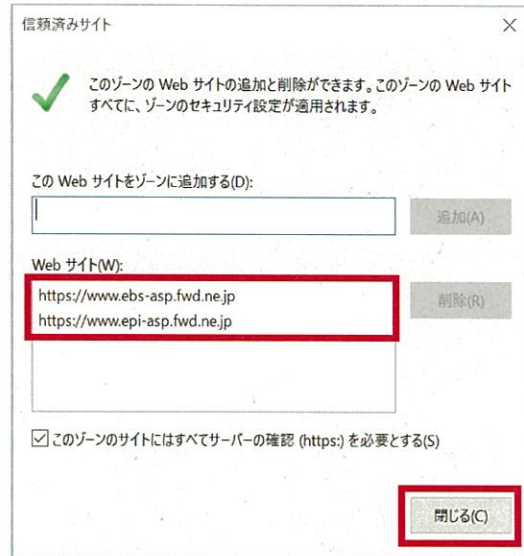 信頼済みサイト
このゾーンの Web サイトの追加と削除ができます。このゾーンの Web サイト
すべてに、ゾーンのセキュリティ設定が適用されます。
この Web サイトをゾーンに追加する(D):
追加(A)
Web サイト(W):
https://www.ebs-asp.fwd.ne.jp
削除(R)
https://www.epi-asp.fwd.ne.jp
このゾーンのサイトにはすべてサーバーの確認 (https:) を必要とする(S)
閉じる(C)